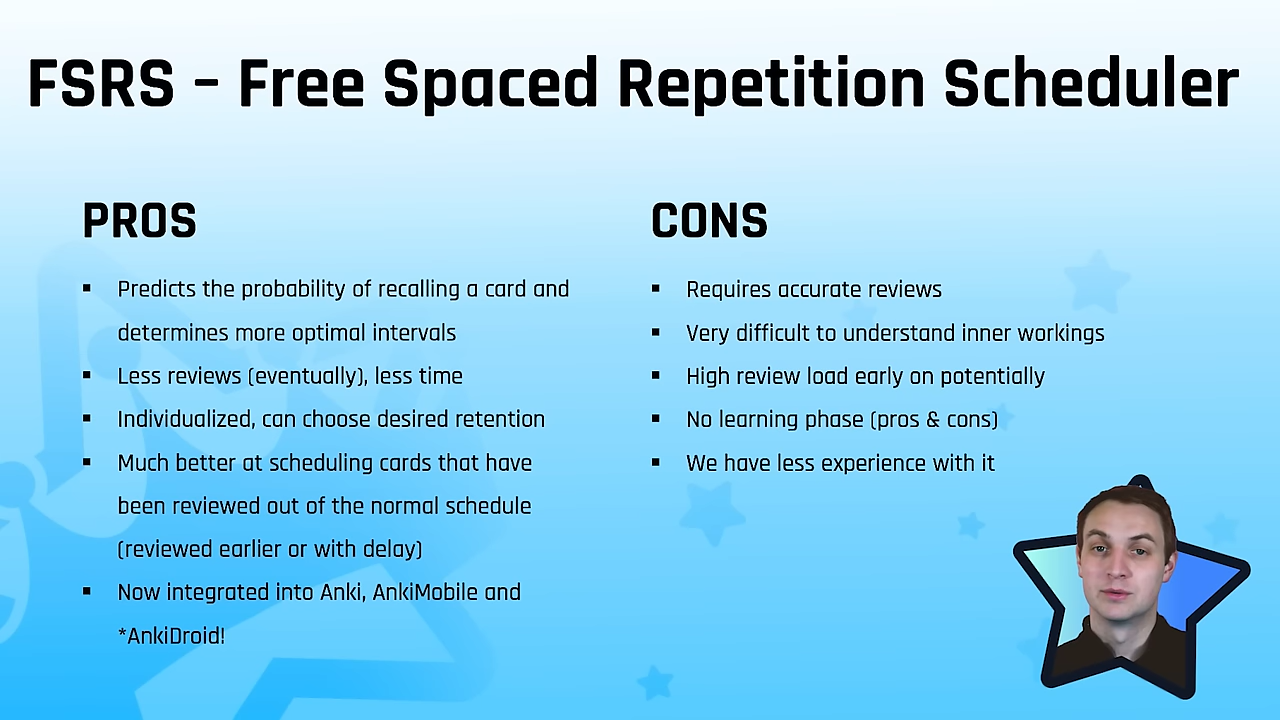 FSRS – Free Spaced Repetition Scheduler
PROS
▪ Predicts the probability of recalling a card and
determines more optimal intervals
▪ Less reviews (eventually), less time
▪ Individualized, can choose desired retention
▪ Much better at scheduling cards that have
been reviewed out of the normal schedule
(reviewed earlier or with delay)
▪ Now integrated into Anki, AnkiMobile and
*AnkiDroid!
CONS
▪ Requires accurate reviews
▪ Very difficult to understand inner workings
▪ High review load early on potentially
▪ No learning phase (pros & cons)
▪ We have less experience with it